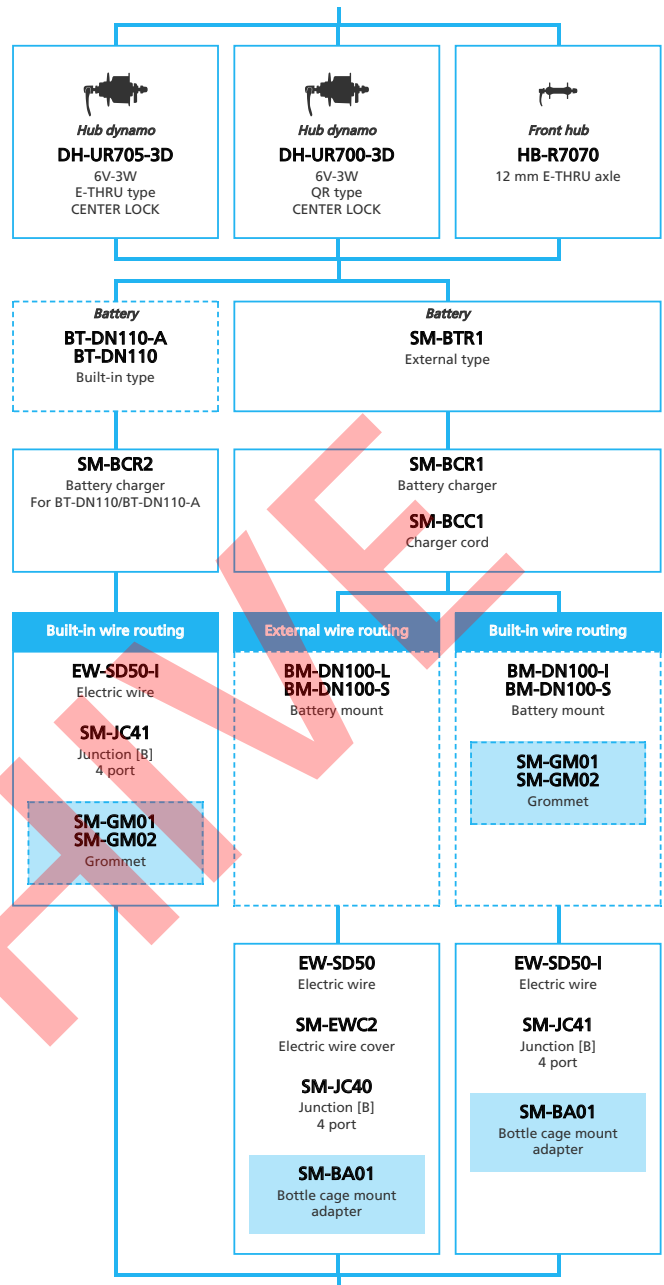 Hub dynamo
DH-UR705-3D
6V-3W
E-THRU type
CENTER LOCK
Hub dynamo
DH-UR700-3D
6V-3W
QR type
CENTER LOCK
Front hub
HB-R7070
12 mm E-THRU axle
Battery
BT-DN110-A
BT-DN110
Built-in type
Battery
SM-BTR1
External type
SM-BCR2
Battery charger
For BT-DN110/BT-DN110-A
SM-BCR1
Battery charger
SM-BCC1
Charger cord
Built-in wire routing
EW-SD50-I
Electric wire
SM-JC41
Junction [B]
4 port
SM-GM01
SM-GM02
Grommet
External wire routing
BM-DN100-L
BM-DN100-S
Battery mount
Built-in wire routing
BM-DN100-I
BM-DN100-S
Battery mount
SM-GM01
SM-GM02
Grommet
EW-SD50
Electric wire
SM-EWC2
Electric wire cover
SM-JC40
Junction [B]
4 port
SM-BA01
Bottle cage mount
adapter
EW-SD50-I
Electric wire
SM-JC41
Junction [B]
4 port
SM-BA01
Bottle cage mount
adapter
HIVE